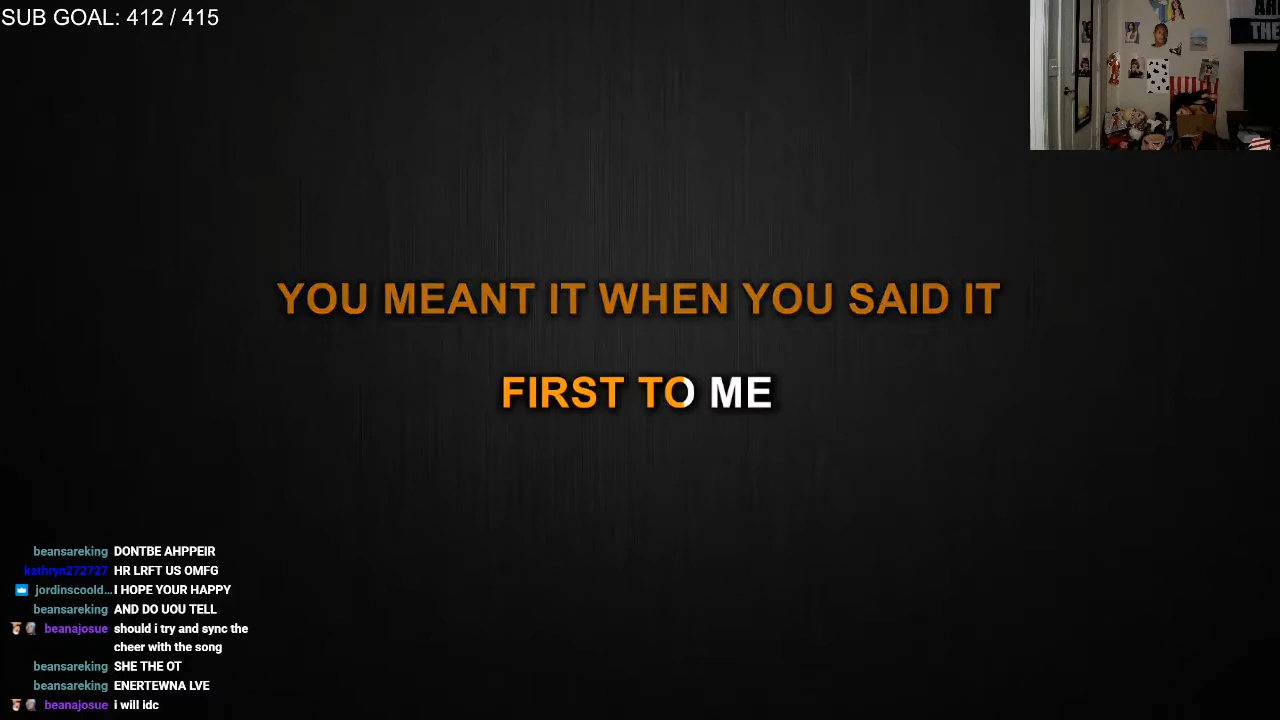 SUB GOAL: 412 / 415
THE
YOU MEANT IT WHEN YOU SAID IT
FIRST TO ME
beansareking DONTBE AHPPEIR
kathryn272727 HR LRFT US OMFG
jordinscoold... I HOPE YOUR HAPPY
beansareking AND DO UOU TELL
beanajosue should i try and sync the
cheer with the song
beansareking SHE THE OT
beansareking ENERTEWNA LVE
beanajosue i will idc